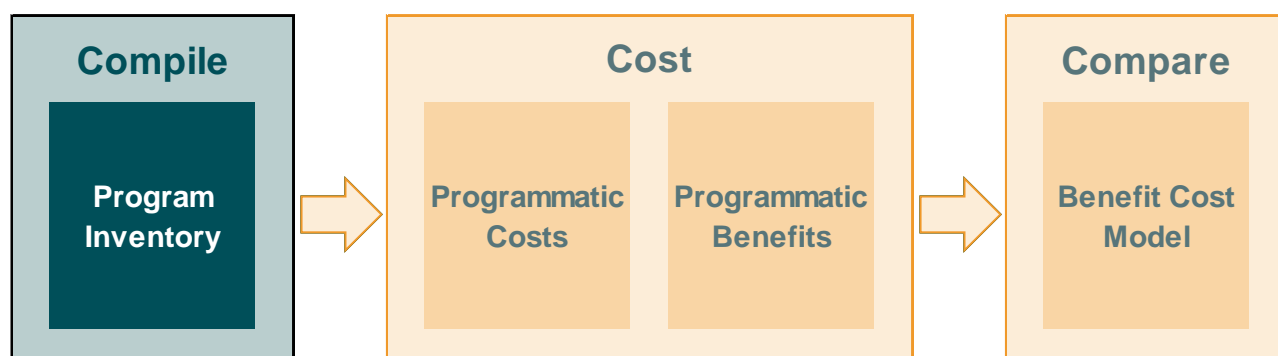 Compile
Program
Inventory
Cost
Programmatic
Costs
Programmatic
Benefits
Compare
Benefit Cost
Model